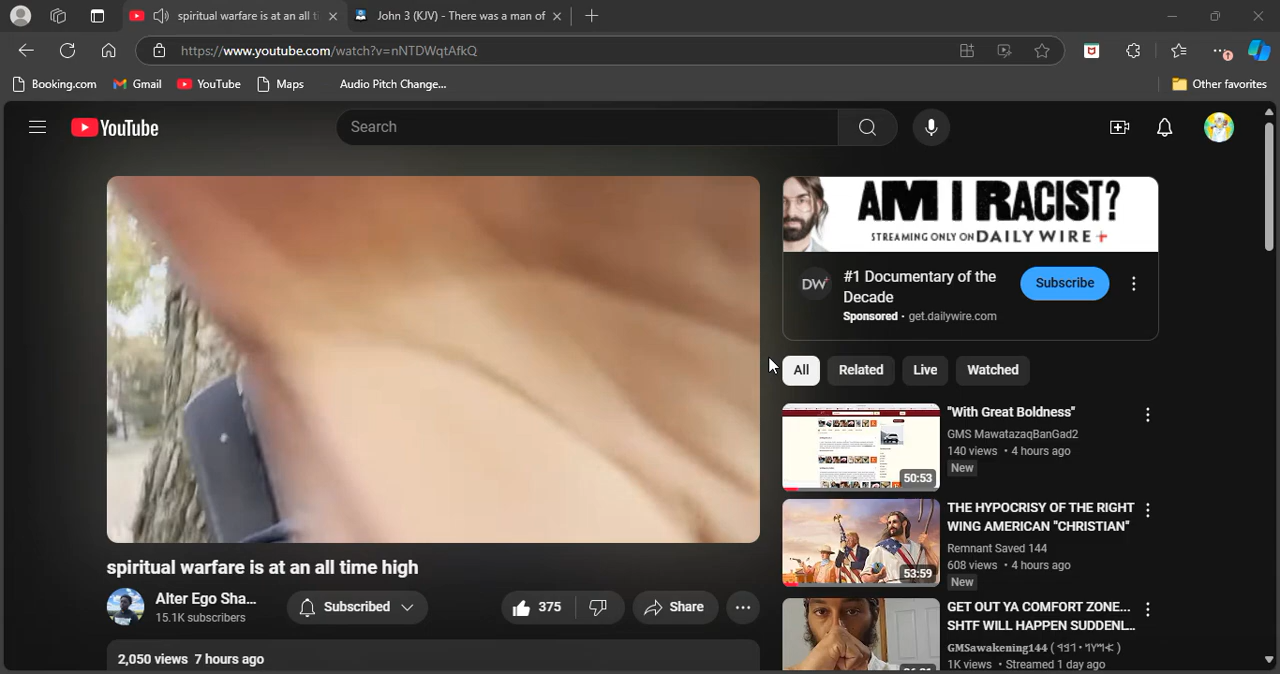 spiritual warfare is at an all ti
John 3 (KJV) - There was a man of
https://www.youtube.com/watch?v=nNTDWqtAfkQ
Booking.com
Gmail
YouTube
Maps
Audio Pitch Change...
Other favorites
YouTube
Search
AM I RACIST?
STREAMING ONLY ON DAILY WIRE +
DW+
#1 Documentary of the
Decade
Sponsored · get.dailywire.com
Subscribe
All
Related
Live
Watched
"With Great Boldness"
GMS MawatazaqBanGad2
140 views • 4 hours ago
New
50:53
THE HYPOCRISY OF THE RIGHT
WING AMERICAN "CHRISTIAN"
Remnant Saved 144
608 views • 4 hours ago
New
53:59
GET OUT YA COMFORT ZONE...
SHTF WILL HAPPEN SUDDENL...
GMSawakening144
1K views • Streamed 1 day ago
spiritual warfare is at an all time high
Alter Ego Sha...
15.1K subscribers
Subscribed
375
Share
2,050 views 7 hours ago